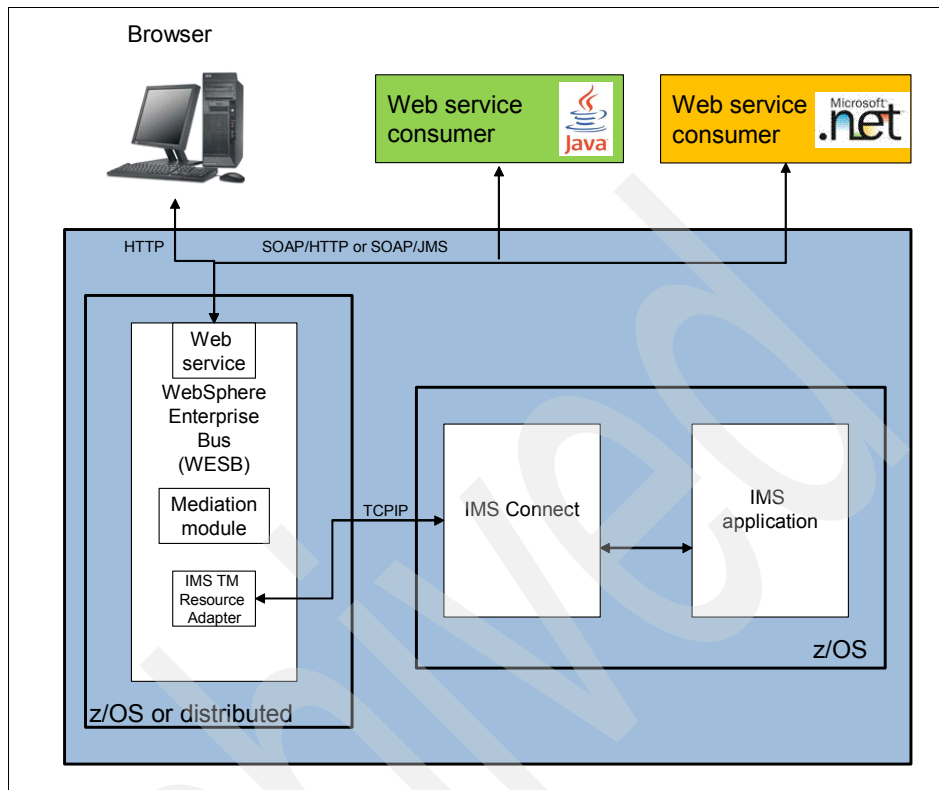 Browser
Web service
consumer
Java
Web service
consumer
Microsoft
.net
HTTP
SOAP/HTTP or SOAP/JMS
Web
service
WebSphere
Enterprise
Bus
(WESB)
Mediation
module
IMS TM
Resource
Adapter
TCPIP
IMS Connect
IMS
application
z/OS
z/OS or distributed